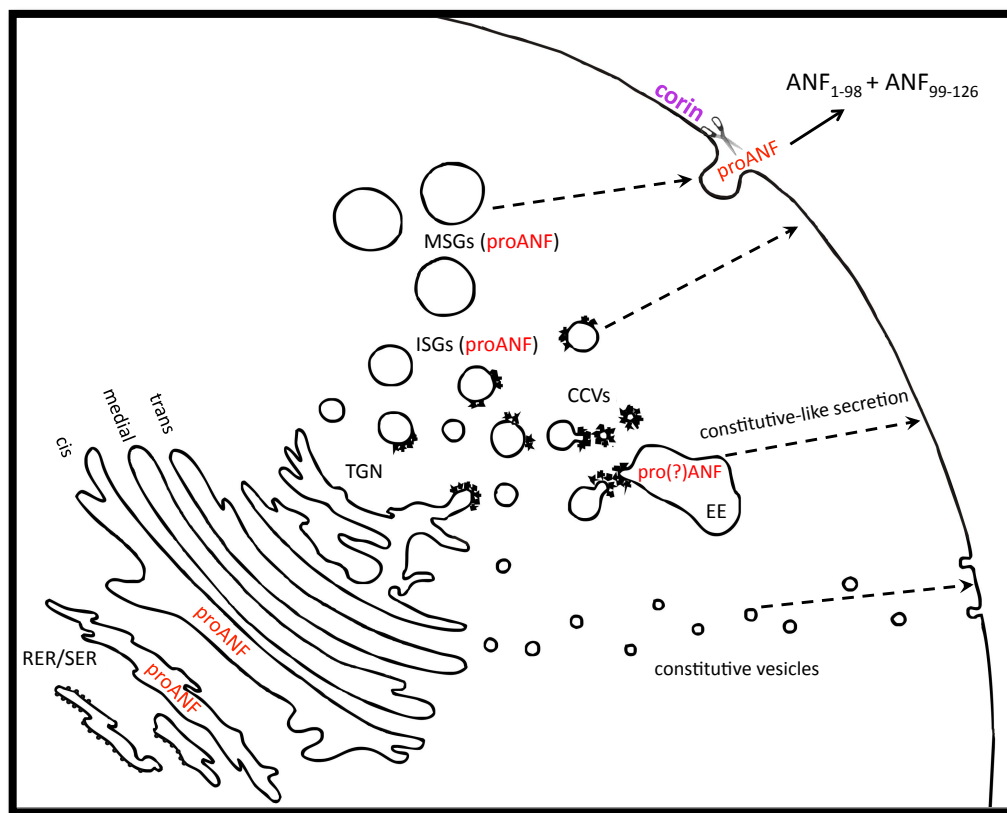 ANF1-98 + ANF99-126
corin
proANF
MSGs (proANF)
ISGs (proANF)
CCVs
constitutive-like secretion
trans
medial
cis
TGN
pro(?)ANF
EE
proANF
RER/SER
proANF
constitutive vesicles